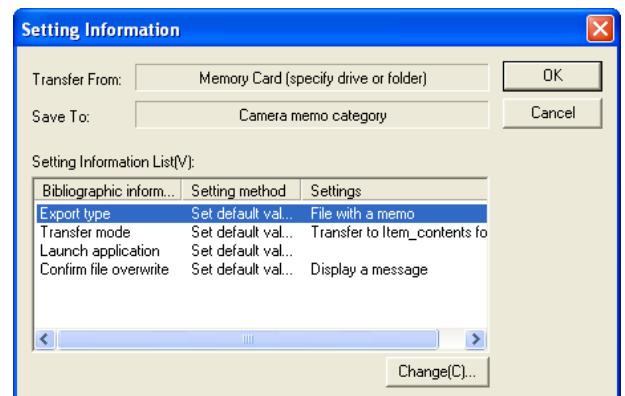 Setting Information
Transfer From: Memory Card (specify drive or folder) OK
Save To: Camera memo category Cancel
Setting Information List(V):
Bibliographic inform... Setting method Settings
Export type Set default val... File with a memo
Transfer mode Set default val... Transfer to Item_contents fo
Launch application Set default val...
Confirm file overwrite Set default val... Display a message
Change(C)...